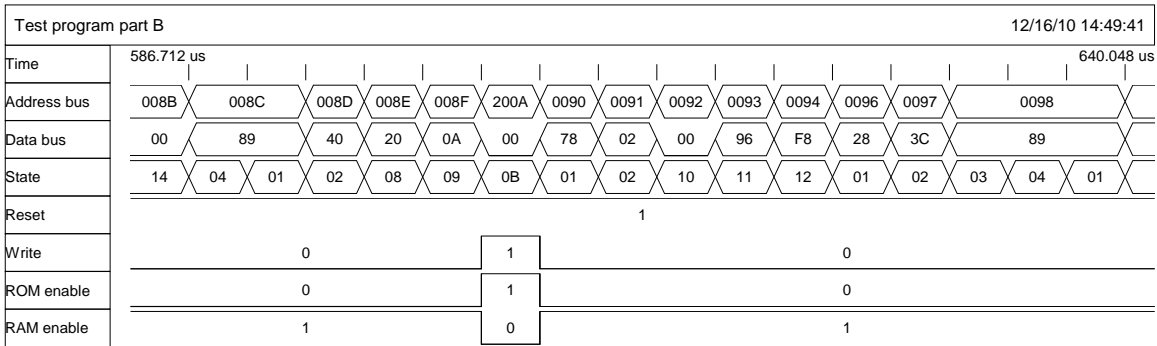 Test program part B 12/16/10 14:49:41
Time 586.712 us 640.048 us
Address bus 008B 008C 008D 008E 008F 200A 0090 0091 0092 0093 0094 0096 0097 0098
Data bus 00 89 40 20 0A 00 78 02 00 96 F8 28 3C 89
State 14 04 01 02 08 09 0B 01 02 10 11 12 01 02 03 04 01
Reset 1
Write 0 1 0
ROM enable 0 1 0
RAM enable 1 0 1